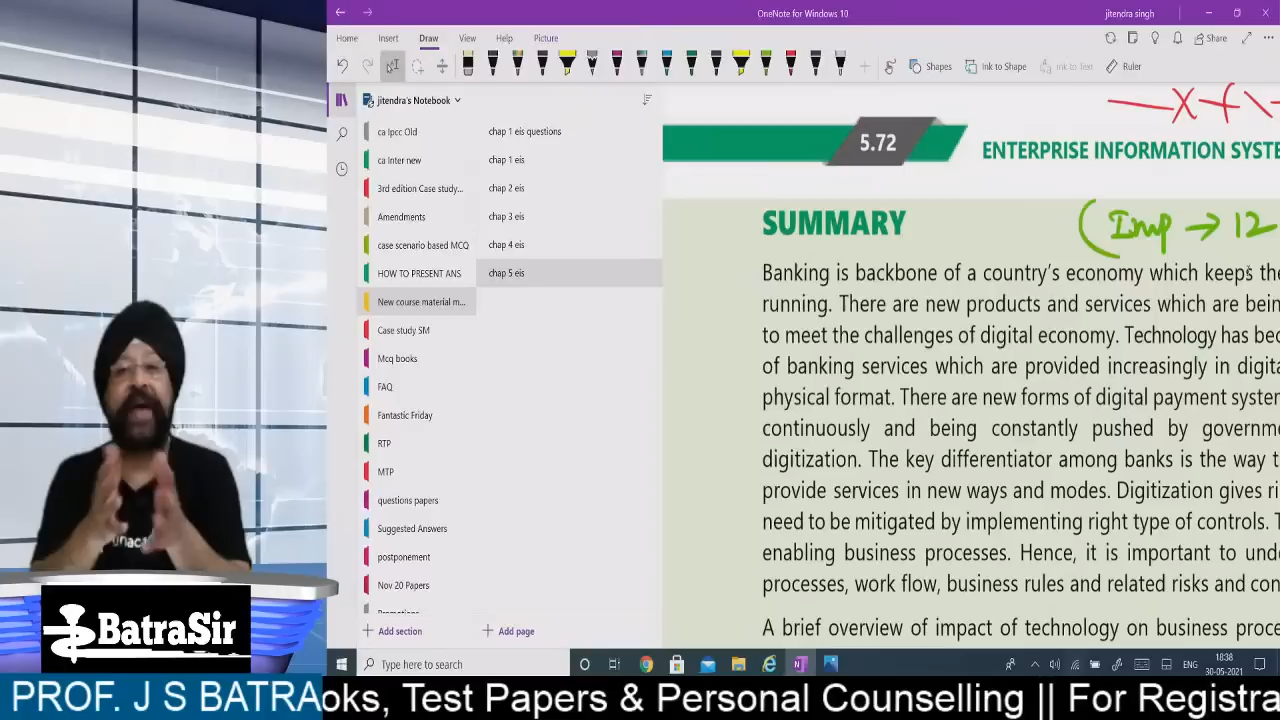 OneNote for Windows 10
jitendra singh
Home Insert Draw View Help Picture
Share
Shapes Ink to Shape Ink to Text Ruler
jitendra's Notebook
ca Ipcc Old
ca Inter new
3rd edition Case study...
Amendments
case scenario based MCQ
HOW TO PRESENT ANS
New course material m...
Case study SM
Mcq books
FAQ
Fantastic Friday
RTP
MTP
questions papers
Suggested Answers
postponement
Nov 20 Papers
Promotions
Add section
chap 1 eis questions
chap 1 eis
chap 2 eis
chap 3 eis
chap 4 eis
chap 5 eis
Add page
5.72
ENTERPRISE INFORMATION SYSTE
SUMMARY
(Imp → 12
Banking is backbone of a country's economy which keeps the
running. There are new products and services which are bein
to meet the challenges of digital economy. Technology has bec
of banking services which are provided increasingly in digita
physical format. There are new forms of digital payment system
continuously and being constantly pushed by governme
digitization. The key differentiator among banks is the way t
provide services in new ways and modes. Digitization gives ri
need to be mitigated by implementing right type of controls. T
enabling business processes. Hence, it is important to unde
processes, work flow, business rules and related risks and con
A brief overview of impact of technology on business proce
unaca
BatraSir
Type here to search
ENG
18:38
30-05-2021
PROF. J S BATRA
oks, Test Papers & Personal Counselling || For Registra